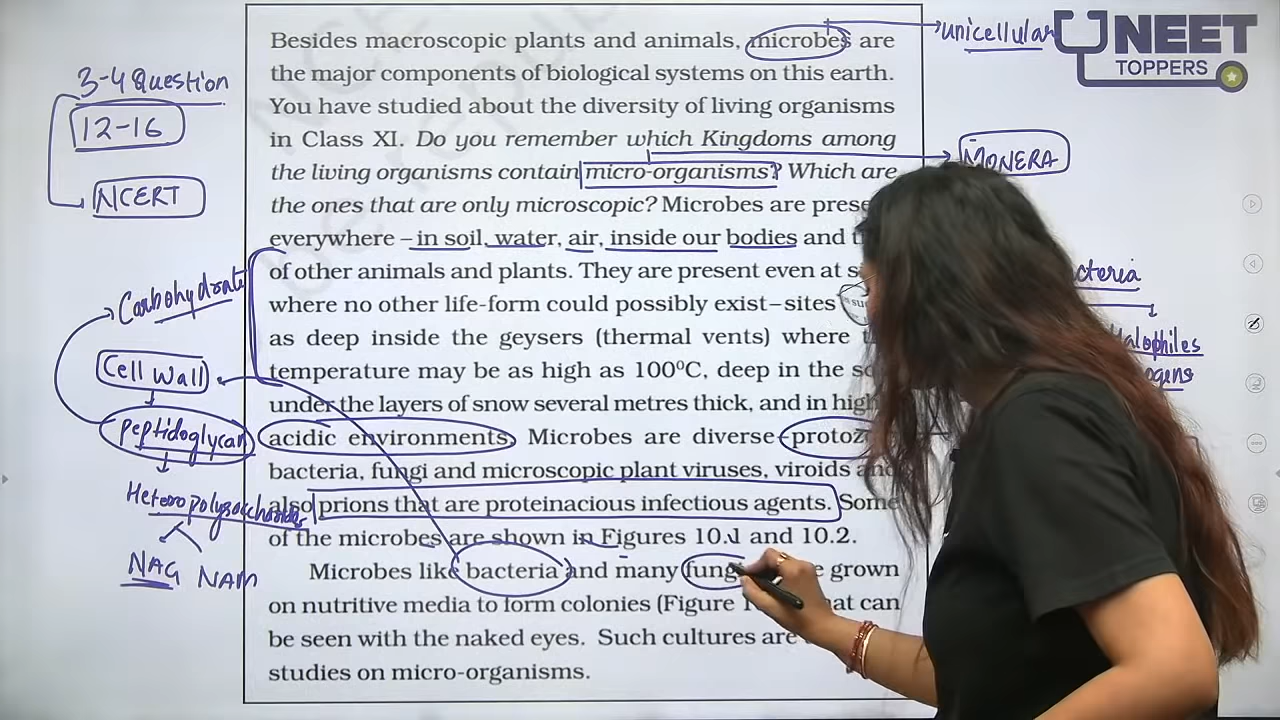 Besides macroscopic plants and animals, microbes are
the major components of biological systems on this earth.
You have studied about the diversity of living organisms
in Class XI. Do you remember which Kingdoms among
the living organisms contain micro-organisms? Which are
the ones that are only microscopic? Microbes are
everywhere – in soil, water, air, inside our bodies and
of other animals and plants. They are present even at
where no other life-form could possibly exist–sites
as deep inside the geysers (thermal vents) where
temperature may be as high as 100⁰C, deep in the
under the layers of snow several metres thick, and in
acidic environments. Microbes are diverse–
bacteria, fungi and microscopic plant viruses, viroids and
also prions that are proteinacious infectious agents. Some
of the microbes are shown in Figures 10.1 and 10.2.
Microbes like bacteria and many grown
on nutritive media to form colonies (Figure
be seen with the naked eyes. Such cultures are
studies on micro-organisms.
3-4 Question
12-16
NCERT
Carbohydrate
Cell Wall
peptidoglycan
Heteropolysaccharides
NAG NAM
unicellular
MONERA
NEET
TOPPERS